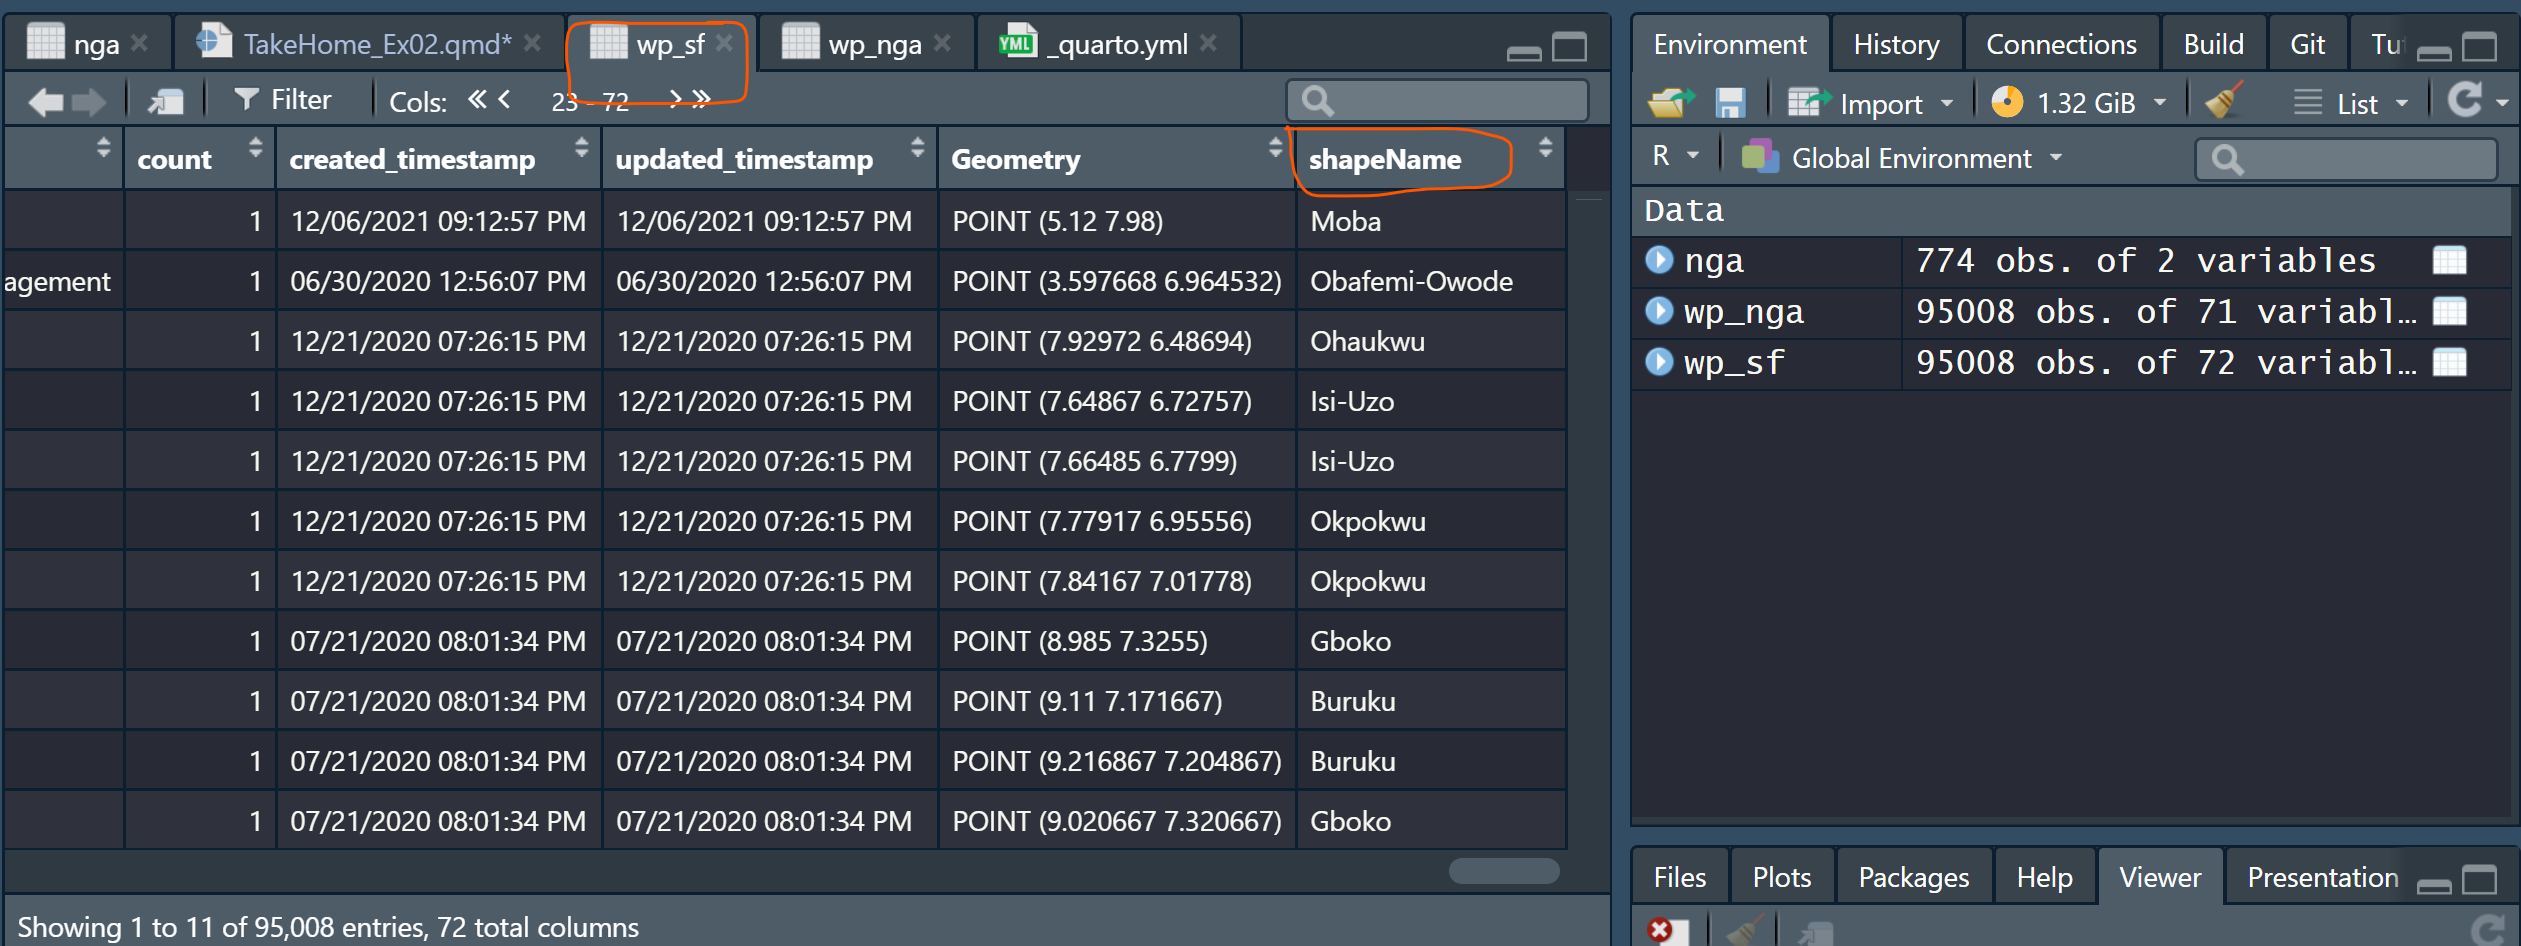 nga TakeHome_Ex02.qmd* wp_sf wp_nga YML _quarto.yml
Filter Cols: 23 - 72
count created_timestamp updated_timestamp Geometry shapeName
1 12/06/2021 09:12:57 PM 12/06/2021 09:12:57 PM POINT (5.12 7.98) Moba
agement 1 06/30/2020 12:56:07 PM 06/30/2020 12:56:07 PM POINT (3.597668 6.964532) Obafemi-Owode
1 12/21/2020 07:26:15 PM 12/21/2020 07:26:15 PM POINT (7.92972 6.48694) Ohaukwu
1 12/21/2020 07:26:15 PM 12/21/2020 07:26:15 PM POINT (7.64867 6.72757) Isi-Uzo
1 12/21/2020 07:26:15 PM 12/21/2020 07:26:15 PM POINT (7.66485 6.7799) Isi-Uzo
1 12/21/2020 07:26:15 PM 12/21/2020 07:26:15 PM POINT (7.77917 6.95556) Okpokwu
1 12/21/2020 07:26:15 PM 12/21/2020 07:26:15 PM POINT (7.84167 7.01778) Okpokwu
1 07/21/2020 08:01:34 PM 07/21/2020 08:01:34 PM POINT (8.985 7.3255) Gboko
1 07/21/2020 08:01:34 PM 07/21/2020 08:01:34 PM POINT (9.11 7.171667) Buruku
1 07/21/2020 08:01:34 PM 07/21/2020 08:01:34 PM POINT (9.216867 7.204867) Buruku
1 07/21/2020 08:01:34 PM 07/21/2020 08:01:34 PM POINT (9.020667 7.320667) Gboko
Showing 1 to 11 of 95,008 entries, 72 total columns
Environment History Connections Build Git Tu
Import 1.32 GiB List
R Global Environment
Data
nga 774 obs. of 2 variables
wp_nga 95008 obs. of 71 variabl…
wp_sf 95008 obs. of 72 variabl…
Files Plots Packages Help Viewer Presentation